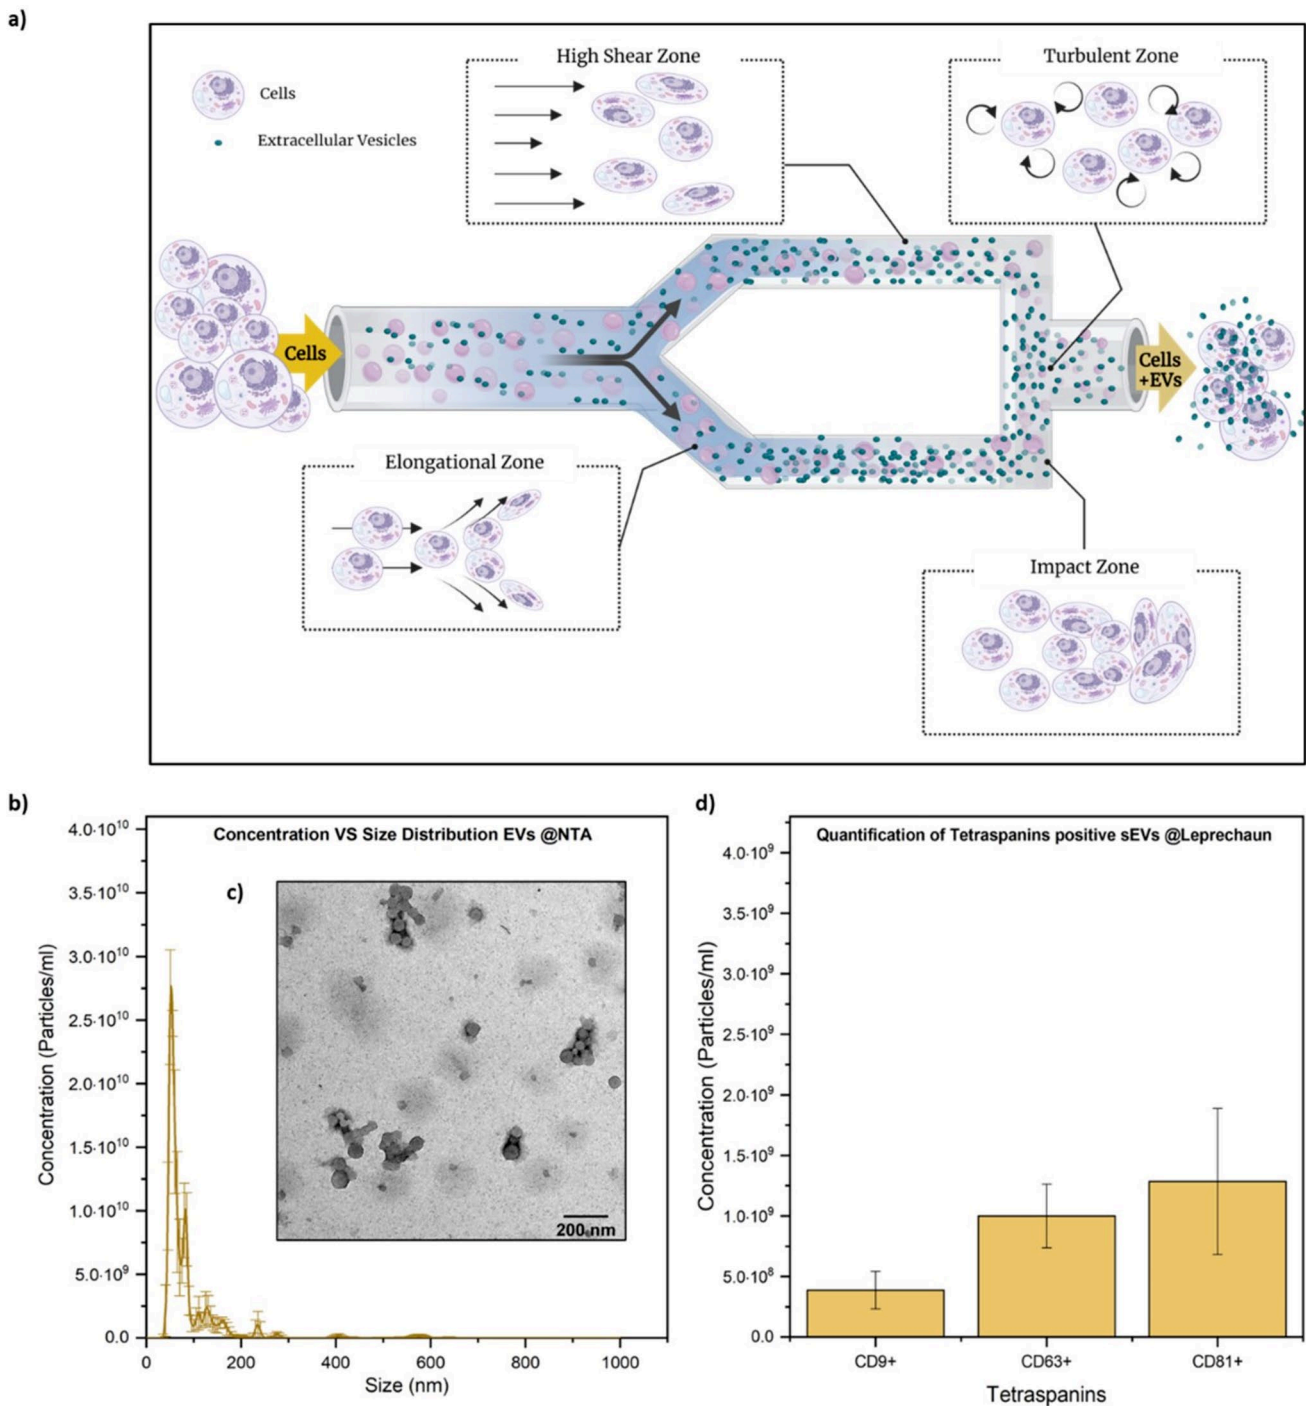 a)
High Shear Zone
Turbulent Zone
Cells
Extracellular Vesicles
Cells
Cells
+EVs
Elongational Zone
Impact Zone
b)
Concentration VS Size Distribution EVs @NTA
4.0·10¹⁰
3.5·10¹⁰
3.0·10¹⁰
2.5·10¹⁰
2.0·10¹⁰
1.5·10¹⁰
1.0·10¹⁰
5.0·10⁹
0.0
Concentration (Particles/ml)
0
200
400
600
800
1000
Size (nm)
c)
200 nm
d)
Quantification of Tetraspanins positive sEVs @Leprechaun
4.0·10⁹
3.5·10⁹
3.0·10⁹
2.5·10⁹
2.0·10⁹
1.5·10⁹
1.0·10⁹
5.0·10⁸
0.0
Concentration (Particles/ml)
CD9+
CD63+
CD81+
Tetraspanins